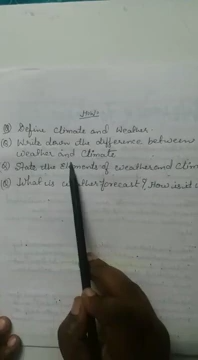 H.W:
Q) Define Climate and Weather
Q) Write down the difference between
Weather and Climate
Q) State the Elements of weather and Clim
Q) What is weather forecast? How is it